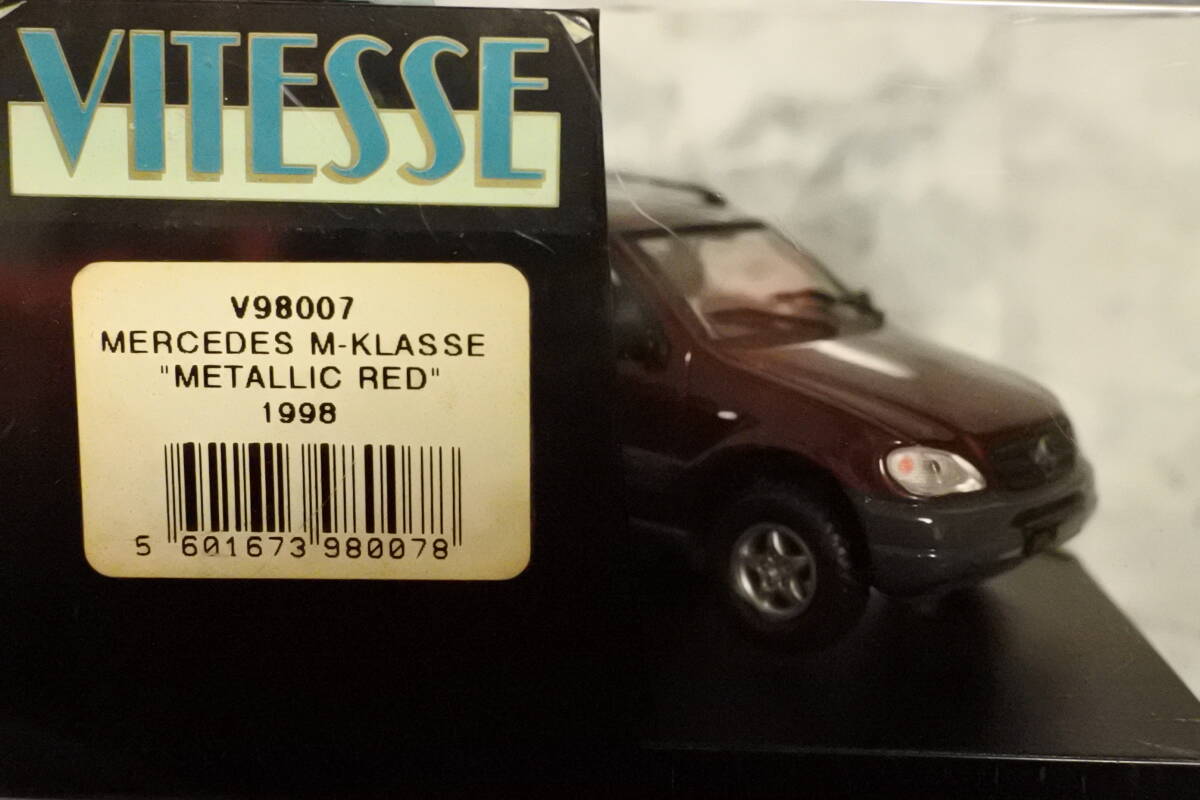 VITESSE
V98007
MERCEDES M-KLASSE
"METALLIC RED"
1998
5 601673 980078